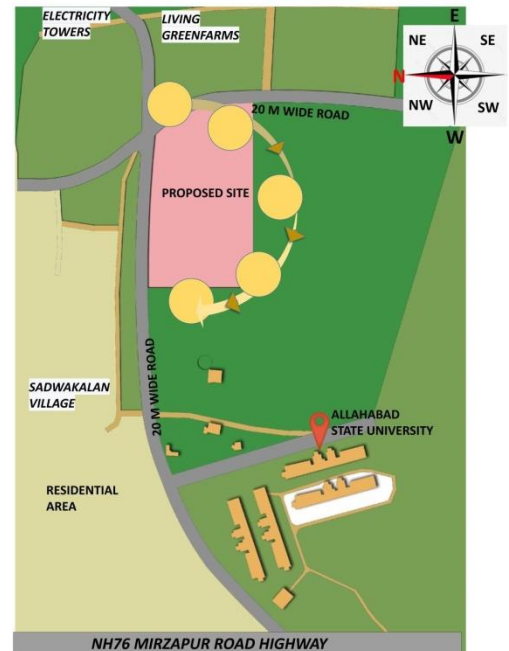 ELECTRICITY
TOWERS
LIVING
GREENFARMS
E
NE
SE
N
NW
SW
W
20 M WIDE ROAD
PROPOSED SITE
20 M WIDE ROAD
SADWAKALAN
VILLAGE
ALLAHABAD
STATE UNIVERSITY
RESIDENTIAL
AREA
NH76 MIRZAPUR ROAD HIGHWAY